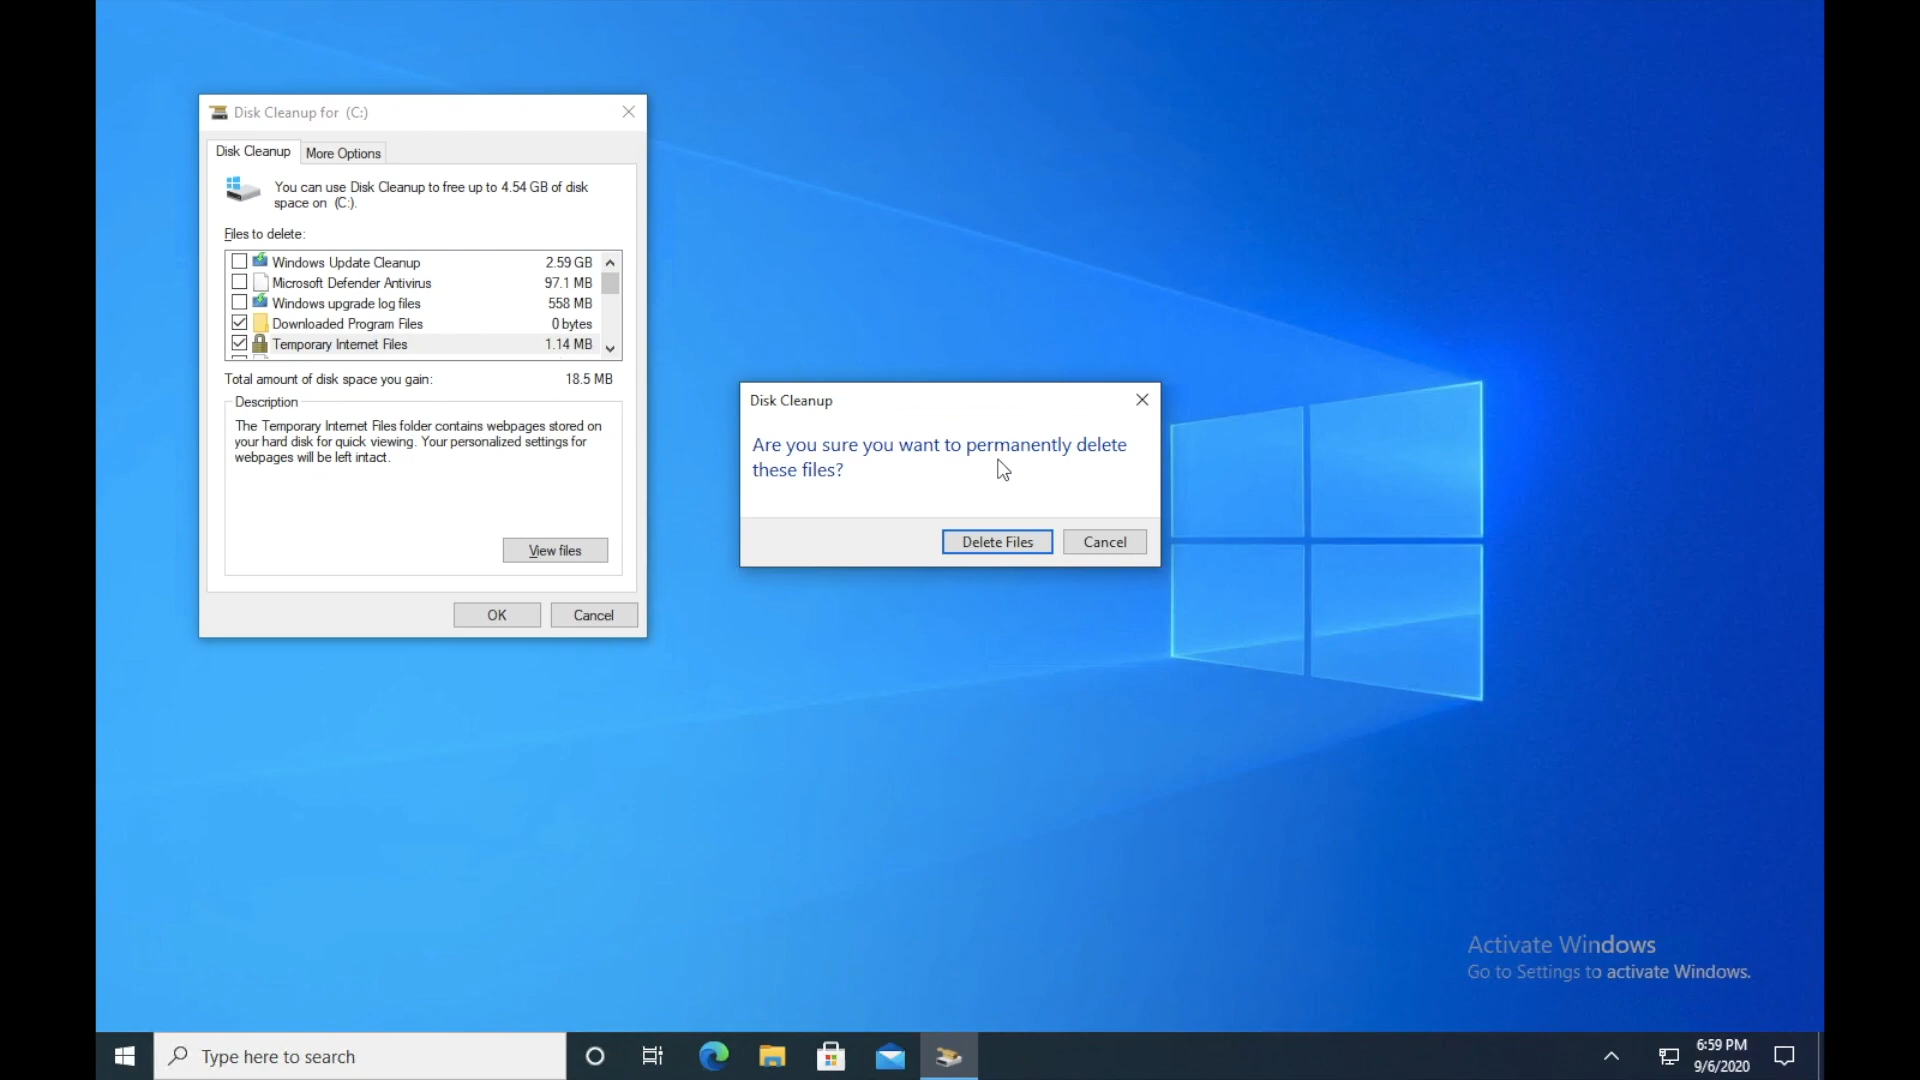 Disk Cleanup for  (C:)
Disk Cleanup
More Options
You can use Disk Cleanup to free up to 4.54 GB of disk
space on  (C:).
Files to delete:
Windows Update Cleanup 2.59 GB
Microsoft Defender Antivirus 97.1 MB
Windows upgrade log files 558 MB
Downloaded Program Files 0 bytes
Temporary Internet Files 1.14 MB
Total amount of disk space you gain: 18.5 MB
Description
The Temporary Internet Files folder contains webpages stored on
your hard disk for quick viewing. Your personalized settings for
webpages will be left intact.
View files
OK
Cancel
Disk Cleanup
Are you sure you want to permanently delete
these files?
Delete Files
Cancel
Activate Windows
Go to Settings to activate Windows.
Type here to search
6:59 PM
9/6/2020